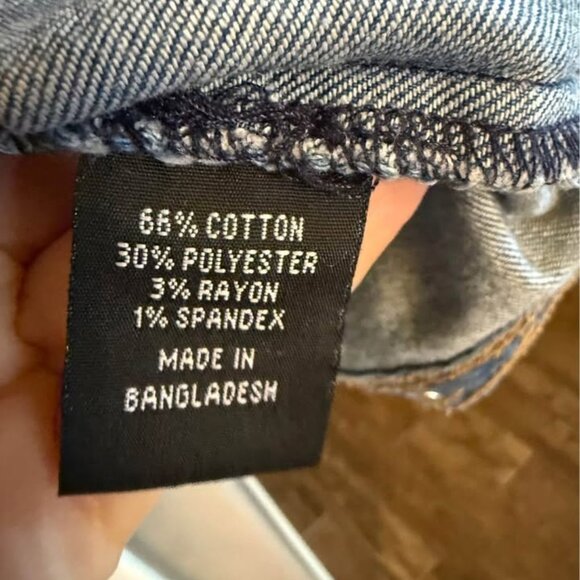 66% COTTON
30% POLYESTER
3% RAYON
1% SPANDEX
MADE IN
BANGLADESH